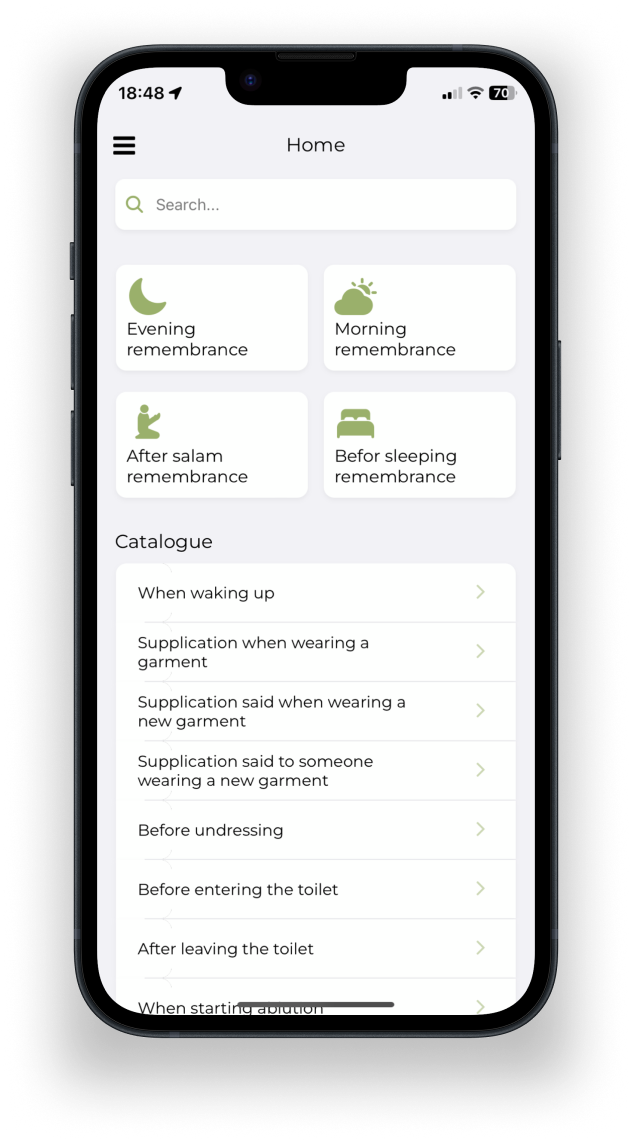 18:48
70
Home
Search...
Evening
remembrance
Morning
remembrance
After salam
remembrance
Befor sleeping
remembrance
Catalogue
When waking up
Supplication when wearing a
garment
Supplication said when wearing a
new garment
Supplication said to someone
wearing a new garment
Before undressing
Before entering the toilet
After leaving the toilet
When starting ablution